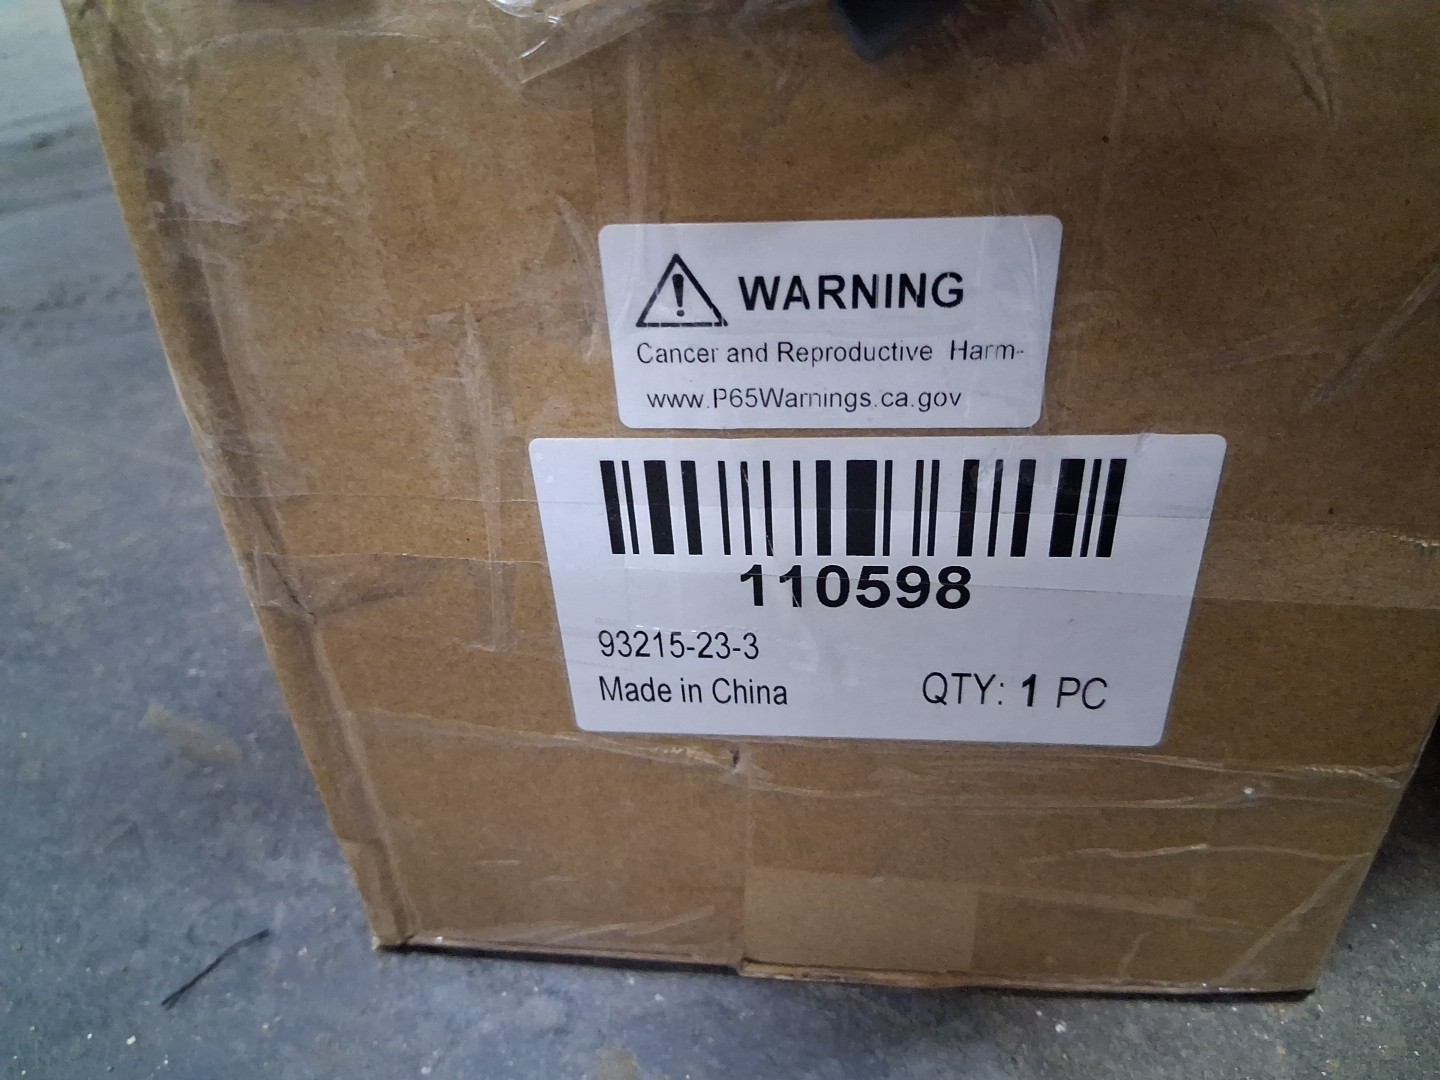 WARNING
Cancer and Reproductive Harm-
www.P65Warnings.ca.gov
110598
93215-23-3
Made in China
QTY: 1 PC